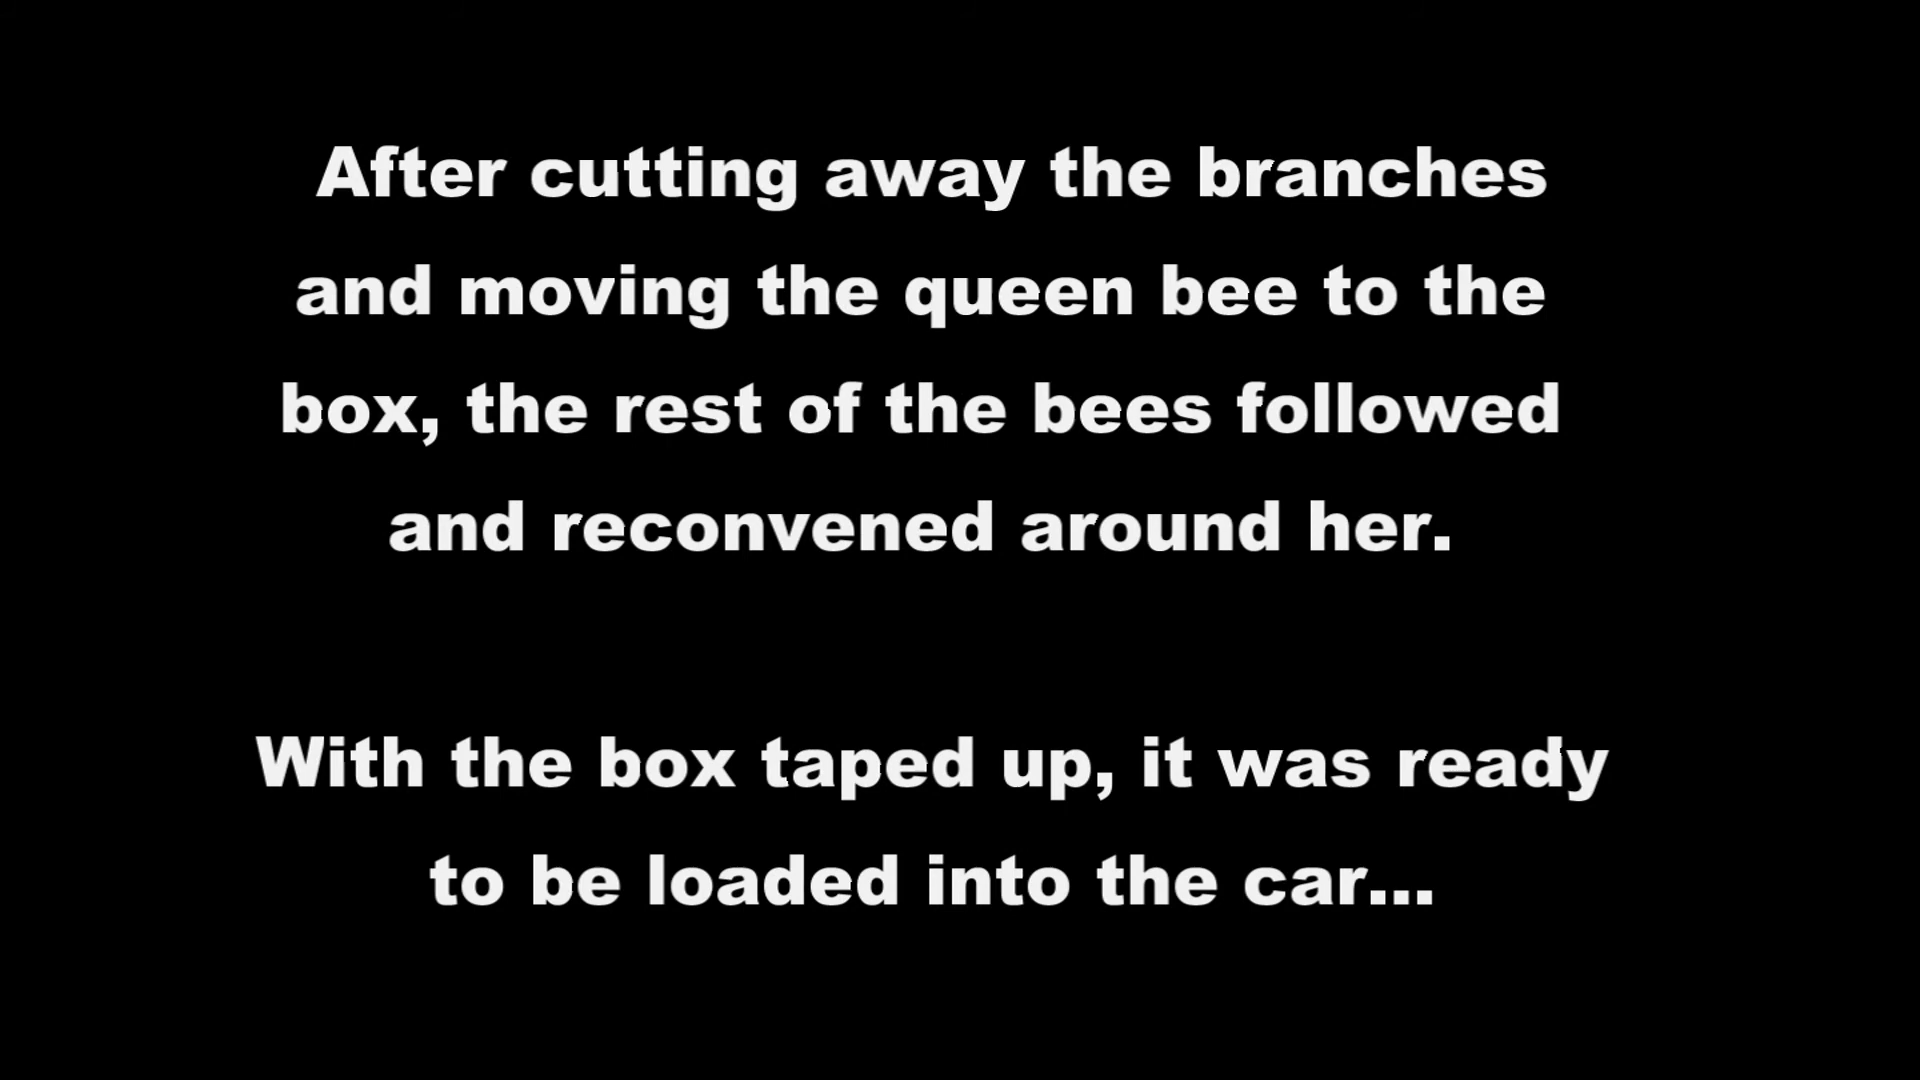 After cutting away the branches
and moving the queen bee to the
box, the rest of the bees followed
and reconvened around her.
With the box taped up, it was ready
to be loaded into the car...